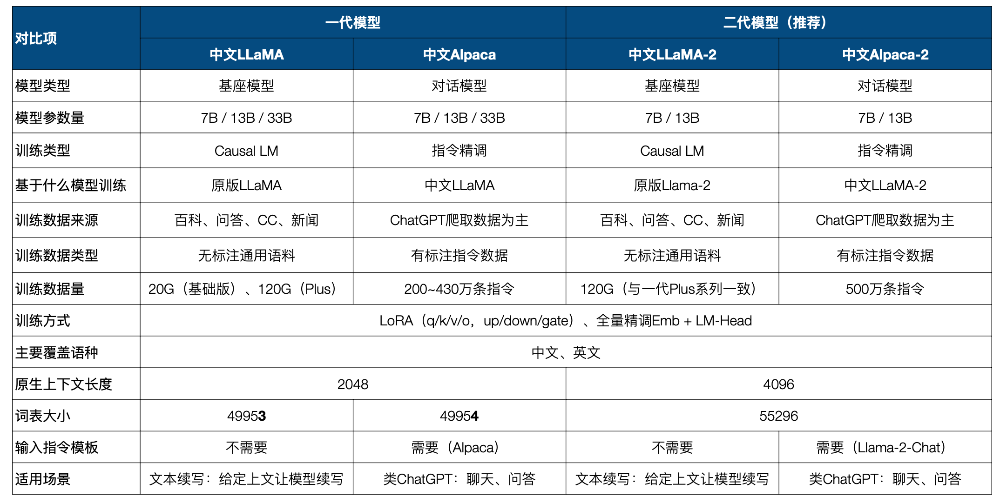 对比项 一代模型 二代模型（推荐）
中文LLaMA 中文Alpaca 中文LLaMA-2 中文Alpaca-2
模型类型 基座模型 对话模型 基座模型 对话模型
模型参数量 7B / 13B / 33B 7B / 13B / 33B 7B / 13B 7B / 13B
训练类型 Causal LM 指令精调 Causal LM 指令精调
基于什么模型训练 原版LLaMA 中文LLaMA 原版Llama-2 中文LLaMA-2
训练数据来源 百科、问答、CC、新闻 ChatGPT爬取数据为主 百科、问答、CC、新闻 ChatGPT爬取数据为主
训练数据类型 无标注通用语料 有标注指令数据 无标注通用语料 有标注指令数据
训练数据量 20G（基础版）、120G（Plus） 200~430万条指令 120G（与一代Plus系列一致） 500万条指令
训练方式 LoRA（q/k/v/o，up/down/gate）、全量精调Emb + LM-Head
主要覆盖语种 中文、英文
原生上下文长度 2048 4096
词表大小 49953 49954 55296
输入指令模板 不需要 需要（Alpaca） 不需要 需要（Llama-2-Chat）
适用场景 文本续写：给定上文让模型续写 类ChatGPT：聊天、问答 文本续写：给定上文让模型续写 类ChatGPT：聊天、问答